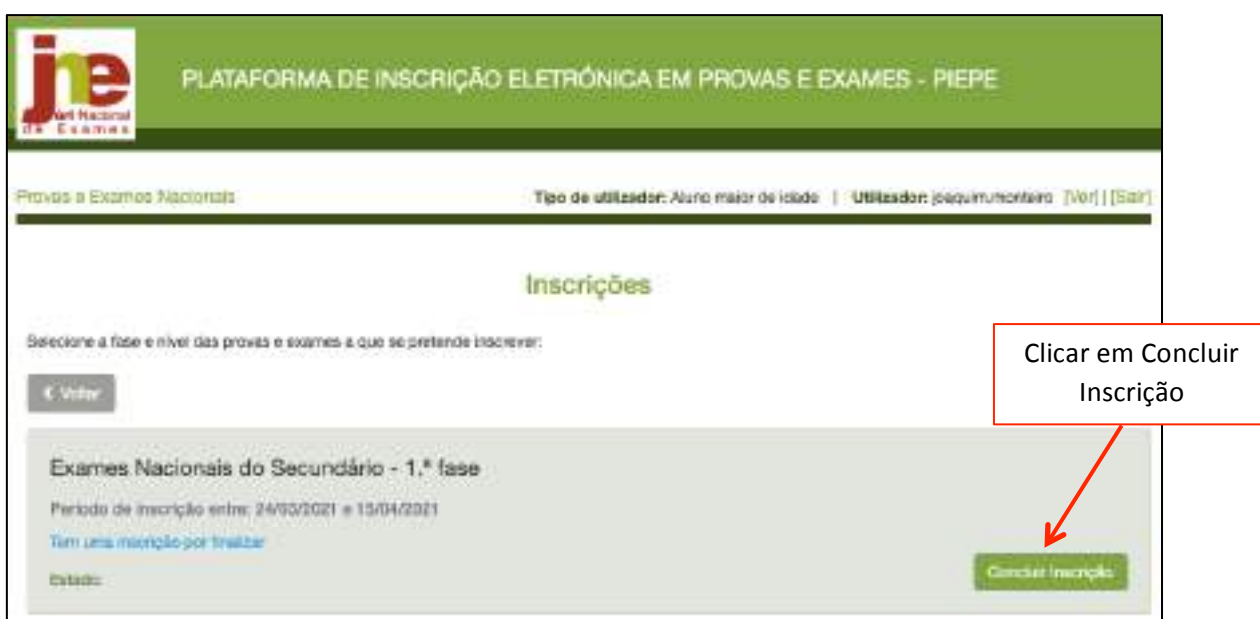 jne
Júri Nacional
de Exames
PLATAFORMA DE INSCRIÇÃO ELETRÓNICA EM PROVAS E EXAMES - PIEPE
Provas e Exames Nacionais
Tipo de utilizador: Aluno maior de idade | Utilizador: joaquim.monteiro [Ver] | [Sair]
Inscrições
Selecione a fase e nível das provas e exames a que se pretende inscrever:
Voltar
Clicar em Concluir
Inscrição
Exames Nacionais do Secundário - 1.ª fase
Período de inscrição entre: 24/03/2021 e 15/04/2021
Tem uma inscrição por finalizar
Estado:
Concluir Inscrição